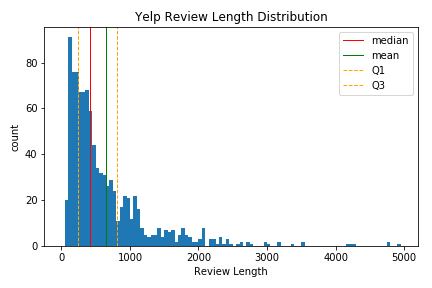 Yelp Review Length Distribution
median
mean
Q1
Q3
80
60
40
20
0
count
0 1000 2000 3000 4000 5000
Review Length